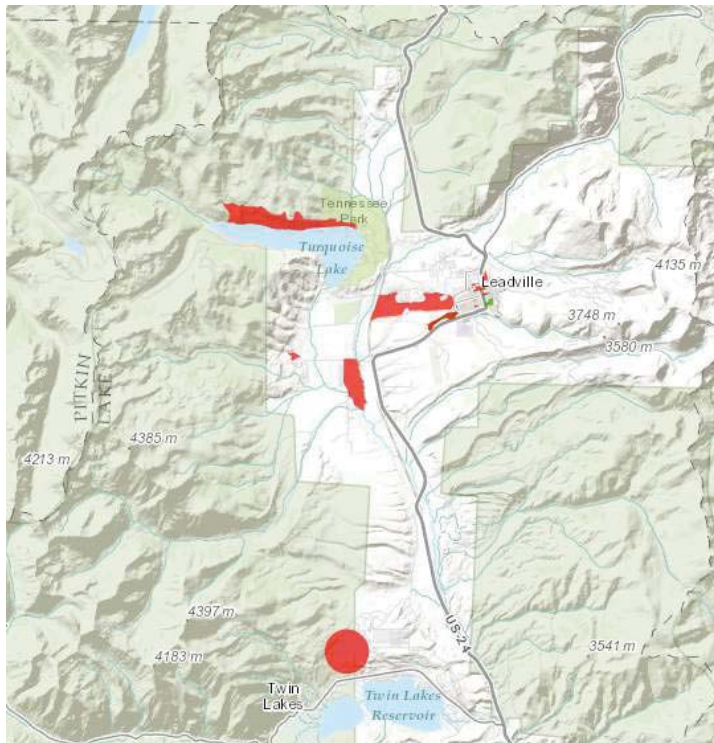 Tennessee
Park
Turquoise
Lake
Leadville
4135 m
3748 m
3580 m
PITKIN
LAKE
4385 m
4213 m
4397 m
4183 m
US-24
3541 m
Twin
Lakes
Twin Lakes
Reservoir